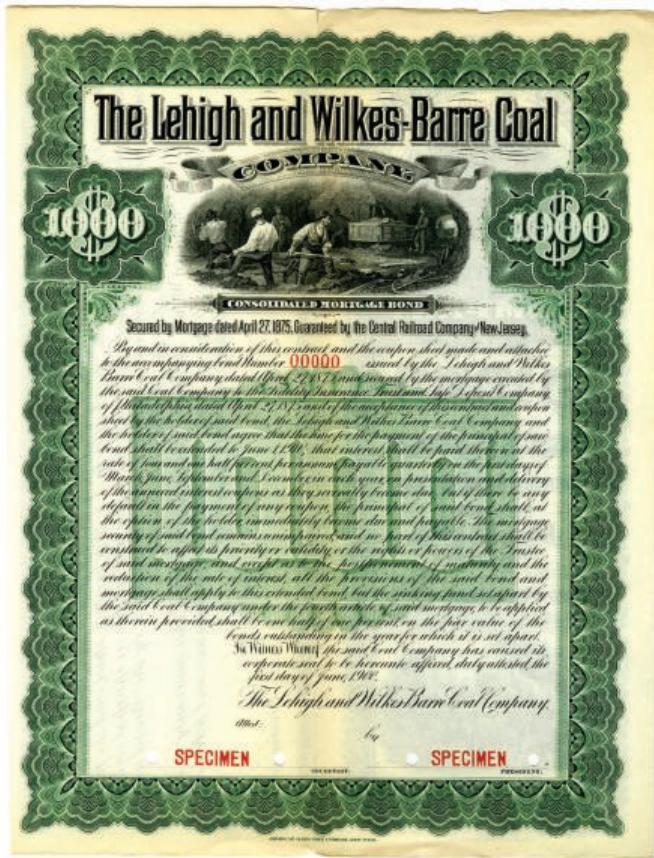 The Lehigh and Wilkes-Barre Coal
COMPANY
$1000 $1000
CONSOLIDATED MORTGAGE BOND
Secured by Mortgage dated April 27, 1875, Guaranteed by the Central Railroad Company of New Jersey.
By and in consideration of this contract and the coupon sheet made and attached
to the accompanying bond Number 00000 issued by the Lehigh and Wilkes
Barre Coal Company, dated April 27, 1875 and secured by the mortgage executed by
the said Coal Company to the Fidelity Insurance Trust and Safe Deposit Company
of Philadelphia dated April 27, 1875 and of the acceptance of this contract and coupon
sheet by the holder of said bond, the Lehigh and Wilkes Barre Coal Company and
the holder of said bond agree that the time for the payment of the principal of said
bond shall be extended to June 1, that interest shall be paid thereon at the
rate of four and one half per cent. per annum, payable quarterly on the first days of
March, June, September and December in each year on presentation and delivery
of the annexed interest coupons as they severally become due, but if there be any
default in the payment of any coupon, the principal of said bond shall, at
the option of the holder, immediately become due and payable. The mortgage
security of said bond remains unimpaired, and no part of this contract shall be
construed to affect its priority or validity or the rights or powers of the Trustee
of said mortgage, and except as to the postponement of maturity and the
reduction of the rate of interest, all the provisions of the said bond and
mortgage shall apply to this extended bond, but the sinking fund set apart by
the said Coal Company under the fourth article of said mortgage, to be applied
as therein provided, shall be one half of one per cent. on the par value of the
bonds outstanding in the year for which it is set apart.
In Witness Whereof, the said Coal Company has caused its
corporate seal to be hereunto affixed, duly attested, the
first day of June, 1900.
The Lehigh and Wilkes Barre Coal Company,
Attest:
by
SPECIMEN SPECIMEN
SECRETARY. PRESIDENT.